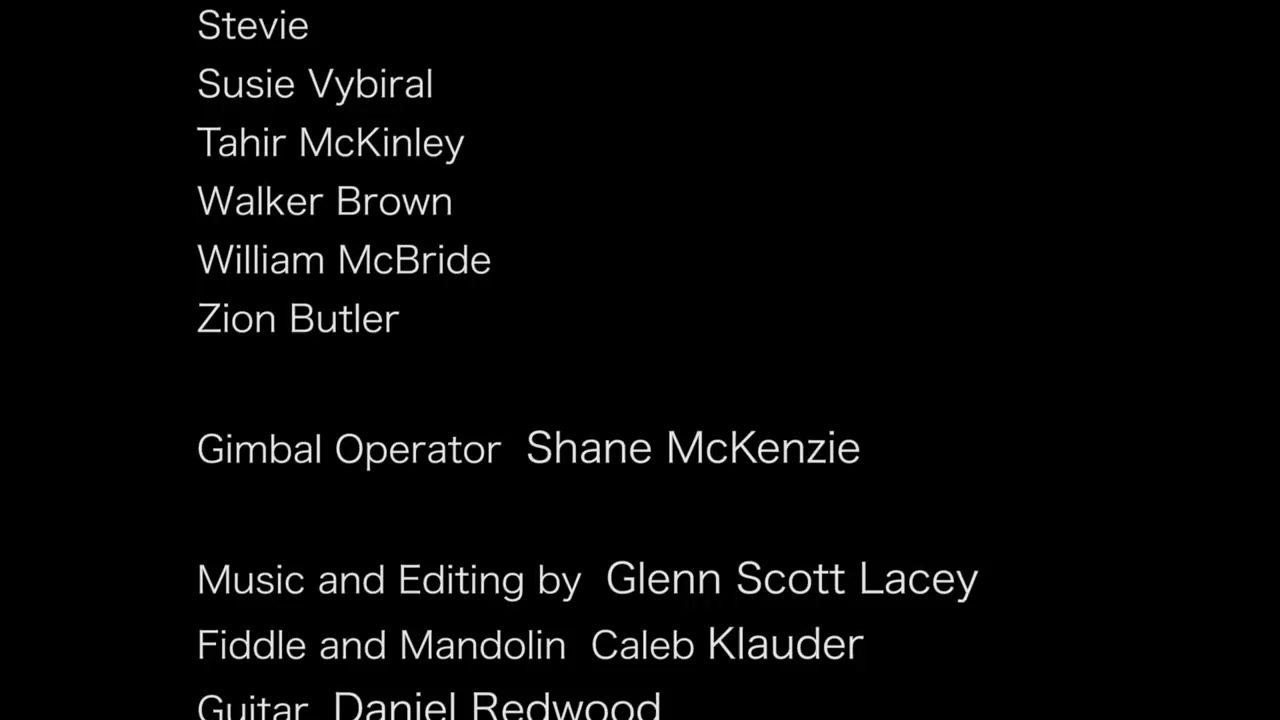 Stevie
Susie Vybiral
Tahir McKinley
Walker Brown
William McBride
Zion Butler
Gimbal Operator Shane McKenzie
Music and Editing by Glenn Scott Lacey
Fiddle and Mandolin Caleb Klauder
Guitar Daniel Redwood